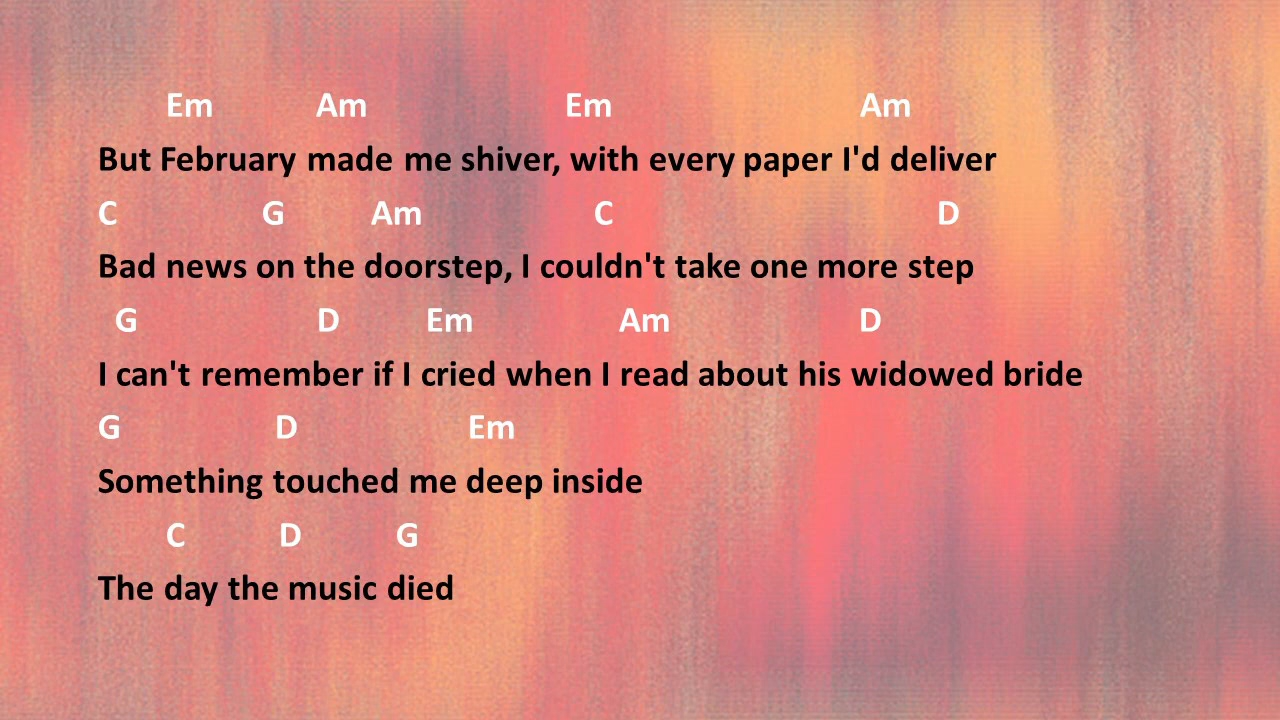 Em Am Em Am
But February made me shiver, with every paper I'd deliver
C G Am C D
Bad news on the doorstep, I couldn't take one more step
G D Em Am D
I can't remember if I cried when I read about his widowed bride
G D Em
Something touched me deep inside
C D G
The day the music died